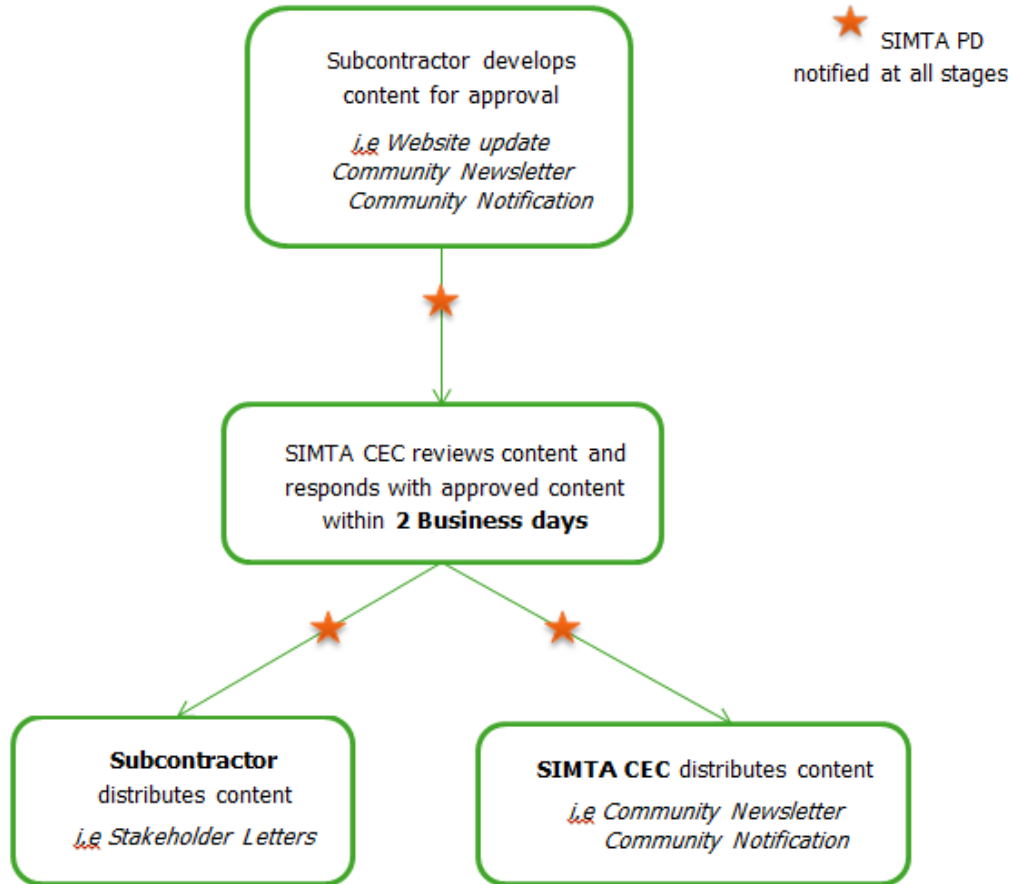 Subcontractor develops
content for approval
i,e Website update
Community Newsletter
Community Notification
SIMTA PD
notified at all stages
SIMTA CEC reviews content and
responds with approved content
within 2 Business days
Subcontractor
distributes content
i,e Stakeholder Letters
SIMTA CEC distributes content
i,e Community Newsletter
Community Notification